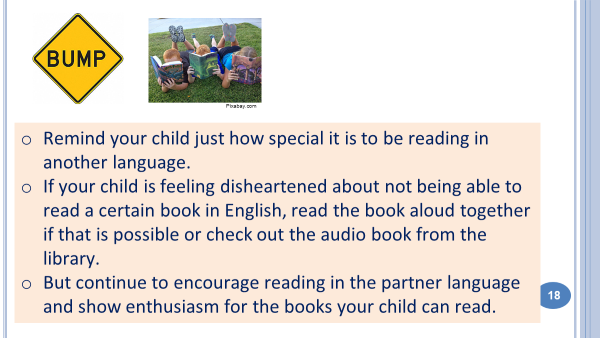 BUMP
Pixabay.com
Remind your child just how special it is to be reading in
another language.
If your child is feeling disheartened about not being able to
read a certain book in English, read the book aloud together
if that is possible or check out the audio book from the
library.
But continue to encourage reading in the partner language
and show enthusiasm for the books your child can read.
18